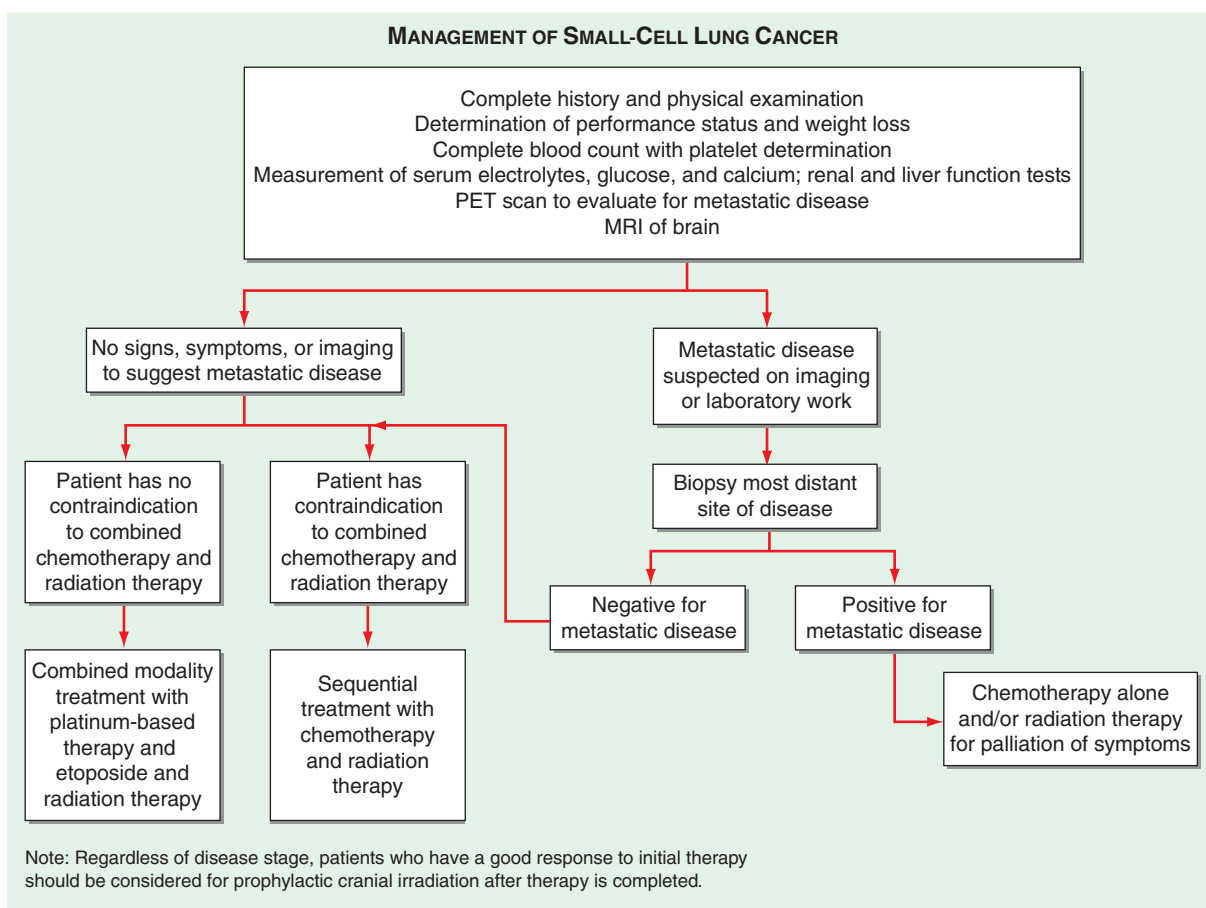 MANAGEMENT OF SMALL-CELL LUNG CANCER
Complete history and physical examination
Determination of performance status and weight loss
Complete blood count with platelet determination
Measurement of serum electrolytes, glucose, and calcium; renal and liver function tests
PET scan to evaluate for metastatic disease
MRI of brain
No signs, symptoms, or imaging
to suggest metastatic disease
Metastatic disease
suspected on imaging
or laboratory work
Patient has no
contraindication
to combined
chemotherapy and
radiation therapy
Patient has
contraindication
to combined
chemotherapy and
radiation therapy
Biopsy most distant
site of disease
Negative for
metastatic disease
Positive for
metastatic disease
Combined modality
treatment with
platinum-based
therapy and
etoposide and
radiation therapy
Sequential
treatment with
chemotherapy
and radiation
therapy
Chemotherapy alone
and/or radiation therapy
for palliation of symptoms
Note: Regardless of disease stage, patients who have a good response to initial therapy
should be considered for prophylactic cranial irradiation after therapy is completed.